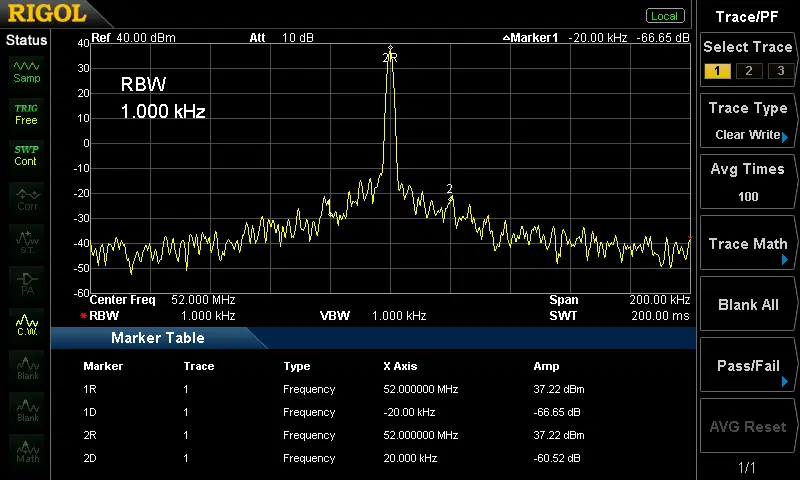 RIGOL
Local
Trace/PF
Status
Ref 40.00 dBm Att 10 dB ▵Marker1 -20.00 kHz -66.65 dB
Samp
TRIG
Free
SWP
Cont
Corr
S.T.
PA
C.W.
Blank
Blank
Math
40
30
20
10
0
-10
-20
-30
-40
-50
-60
RBW
1.000 kHz
2R
2
Center Freq 52.000 MHz Span 200.00 kHz
*RBW 1.000 kHz VBW 1.000 kHz SWT 200.00 ms
Marker Table
Marker Trace Type X Axis Amp
1R 1 Frequency 52.000000 MHz 37.22 dBm
1D 1 Frequency -20.00 kHz -66.65 dB
2R 1 Frequency 52.000000 MHz 37.22 dBm
2D 1 Frequency 20.000 kHz -60.52 dB
Select Trace
1 2 3
Trace Type
Clear Write
Avg Times
100
Trace Math
Blank All
Pass/Fail
AVG Reset
1/1